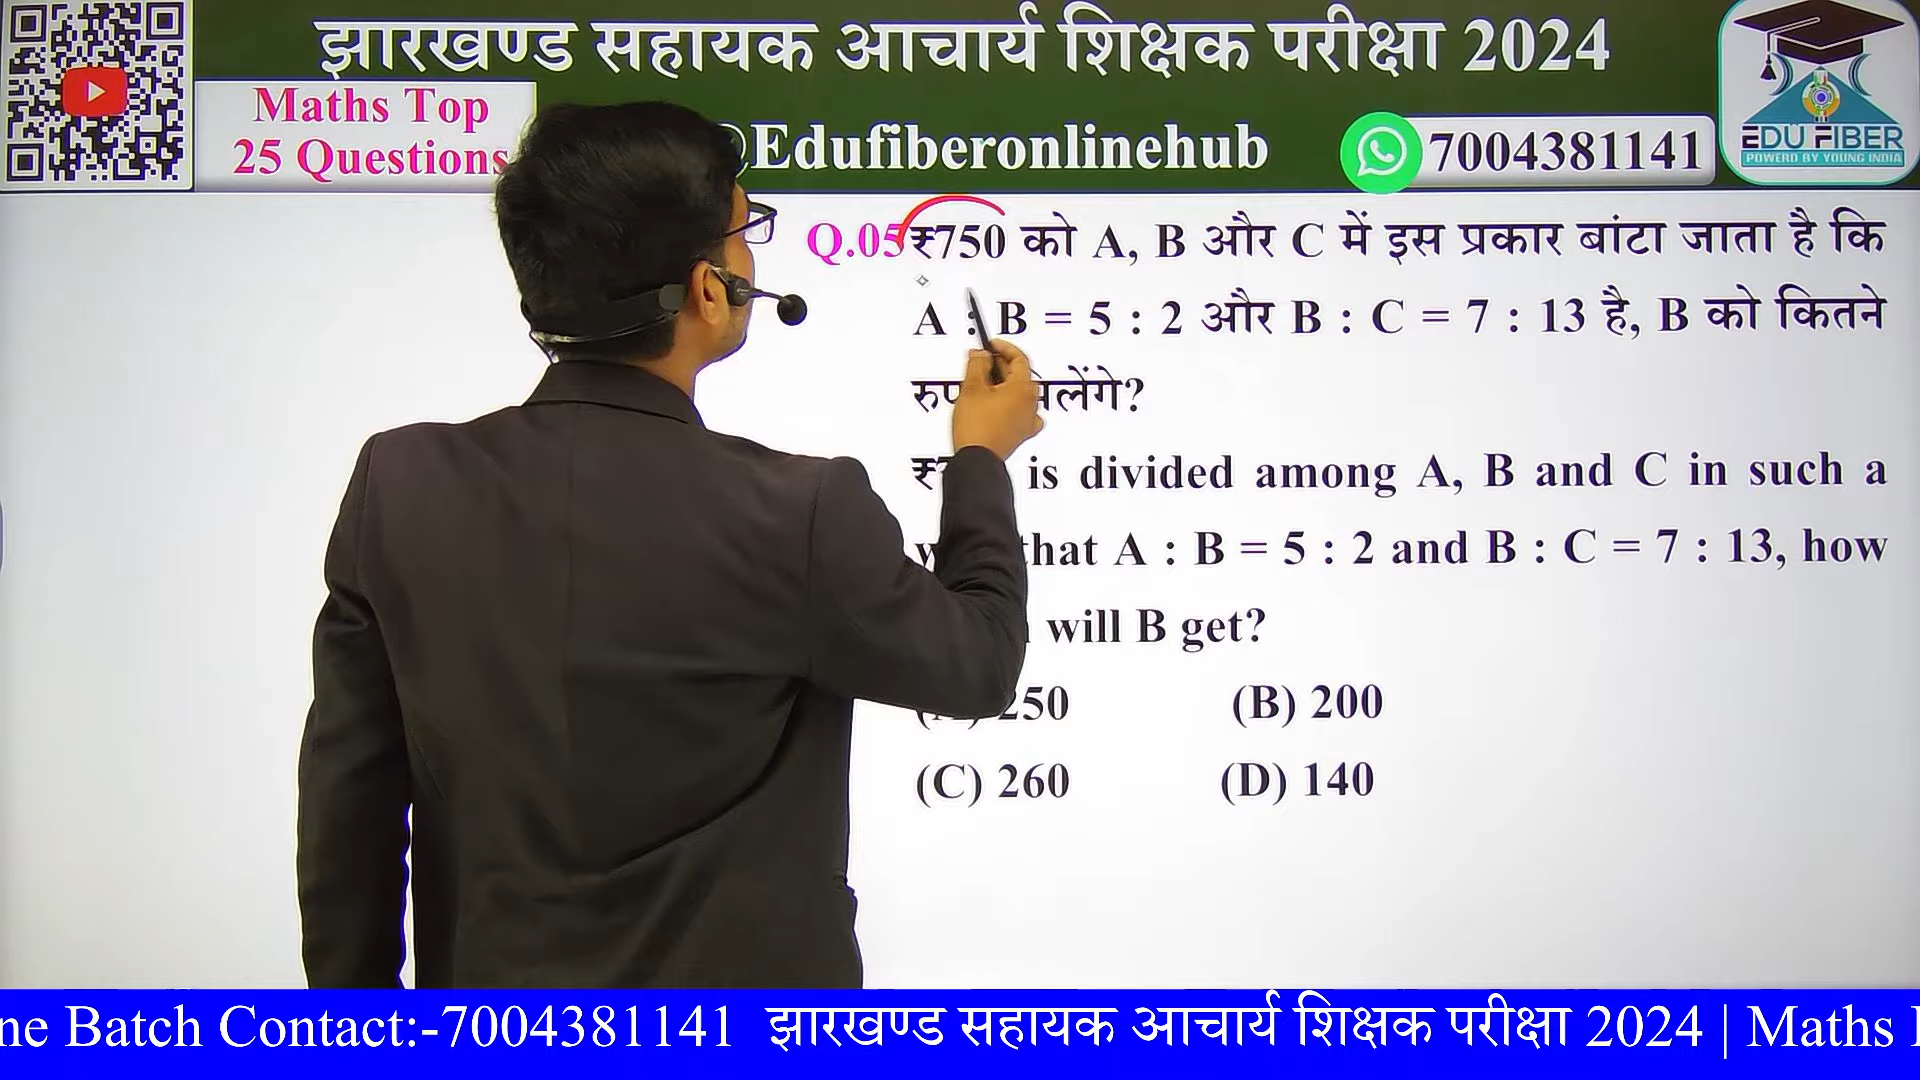 झारखण्ड सहायक आचार्य शिक्षक परीक्षा 2024
Maths Top
25 Questions
@Edufiberonlinehub
7004381141
EDU FIBER
POWERD BY YOUNG INDIA
Q.05 ₹750 को A, B और C में इस प्रकार बांटा जाता है कि
A : B = 5 : 2 और B : C = 7 : 13 है, B को कितने
मिलेंगे?
is divided among A, B and C in such a
that A : B = 5 : 2 and B : C = 7 : 13, how
will B get?
250 (B) 200
(C) 260 (D) 140
Batch Contact:-7004381141 झारखण्ड सहायक आचार्य शिक्षक परीक्षा 2024 | Maths